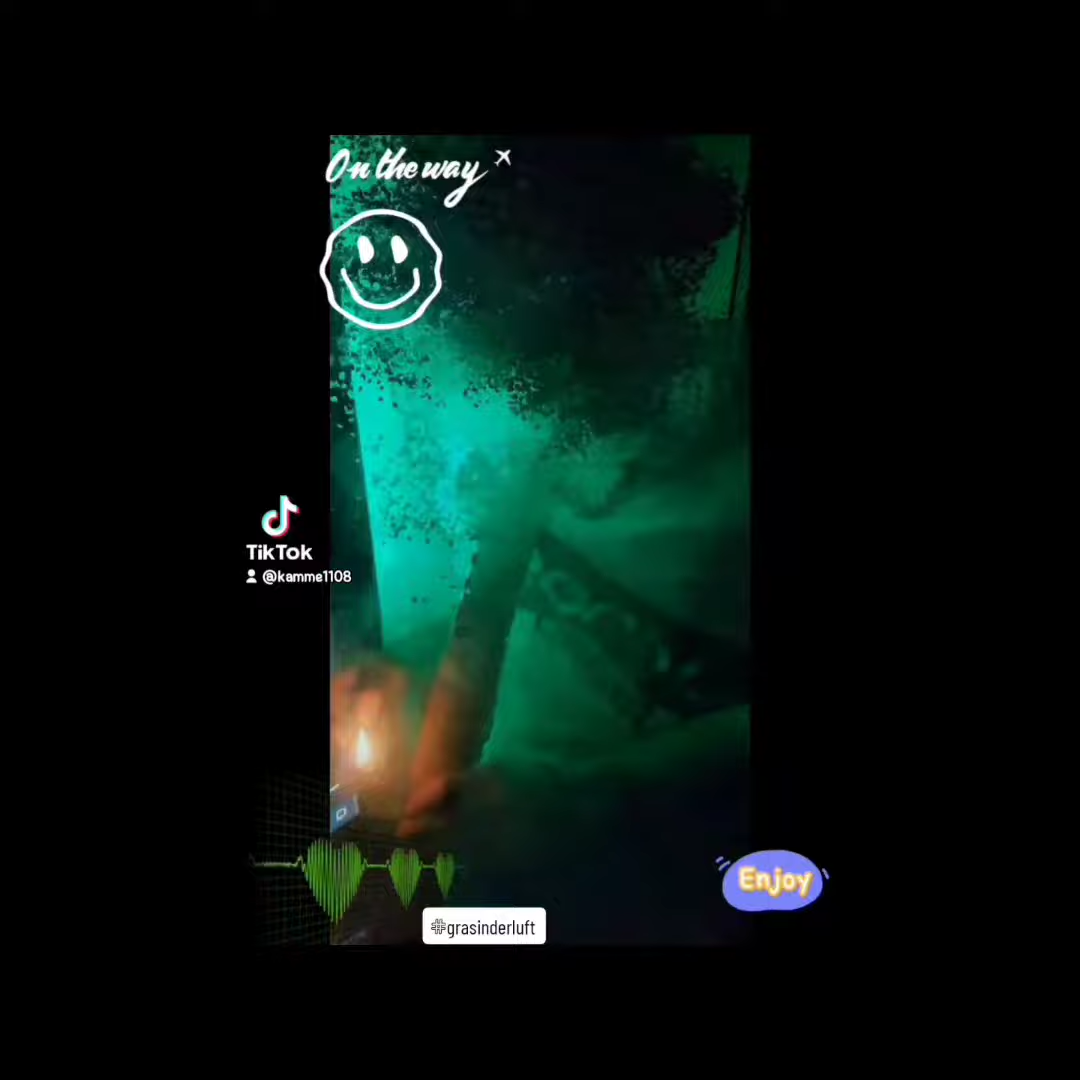 On the way
TikTok
@kamme1108
Enjoy
#grasinderluft